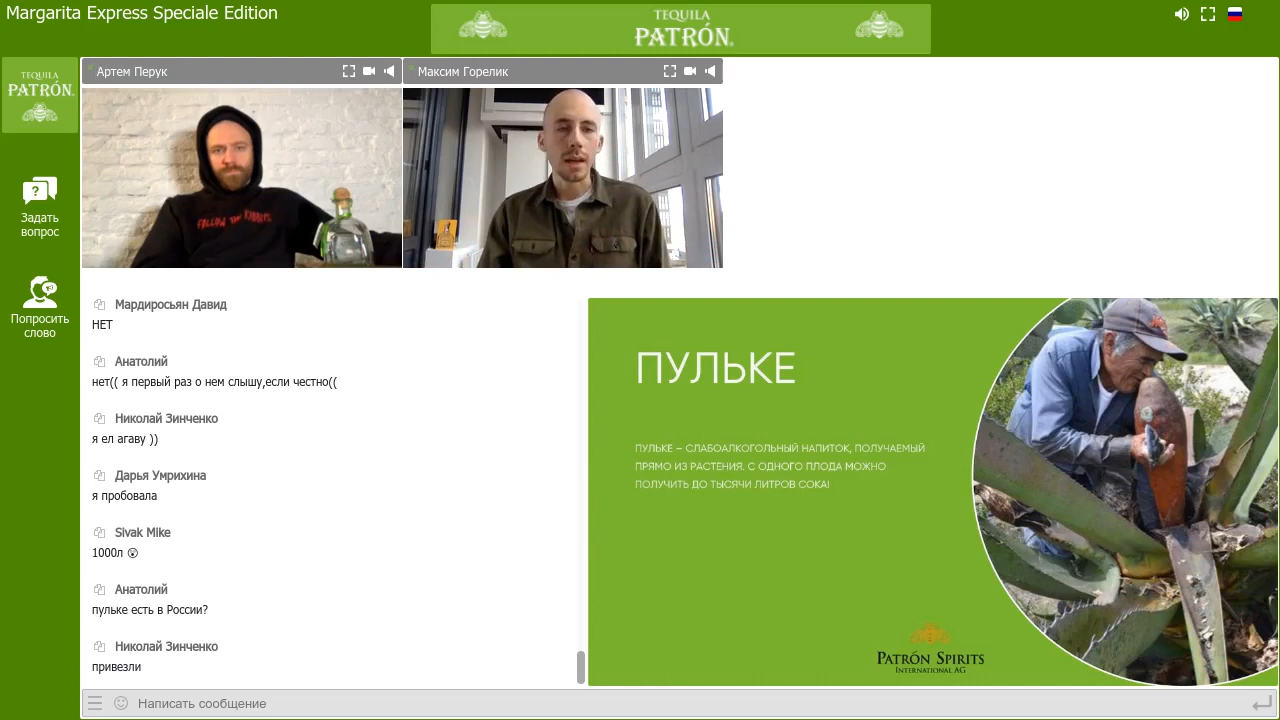 Margarita Express Speciale Edition
TEQUILA
PATRÓN.
TEQUILA
PATRÓN.
Задать
вопрос
Попросить
слово
Артем Перук
Максим Горелик
FOLLOW THE RABBITS
Мардиросьян Давид
НЕТ
Анатолий
нет(( я первый раз о нем слышу,если честно((
Николай Зинченко
я ел агаву ))
Дарья Умрихина
я пробовала
Sivak Mike
1000л 😮
Анатолий
пульке есть в России?
Николай Зинченко
привезли
Написать сообщение
ПУЛЬКЕ
ПУЛЬКЕ – СЛАБОАЛКОГОЛЬНЫЙ НАПИТОК, ПОЛУЧАЕМЫЙ
ПРЯМО ИЗ РАСТЕНИЯ. С ОДНОГО ПЛОДА МОЖНО
ПОЛУЧИТЬ ДО ТЫСЯЧИ ЛИТРОВ СОКА!
PATRÓN SPIRITS
INTERNATIONAL AG